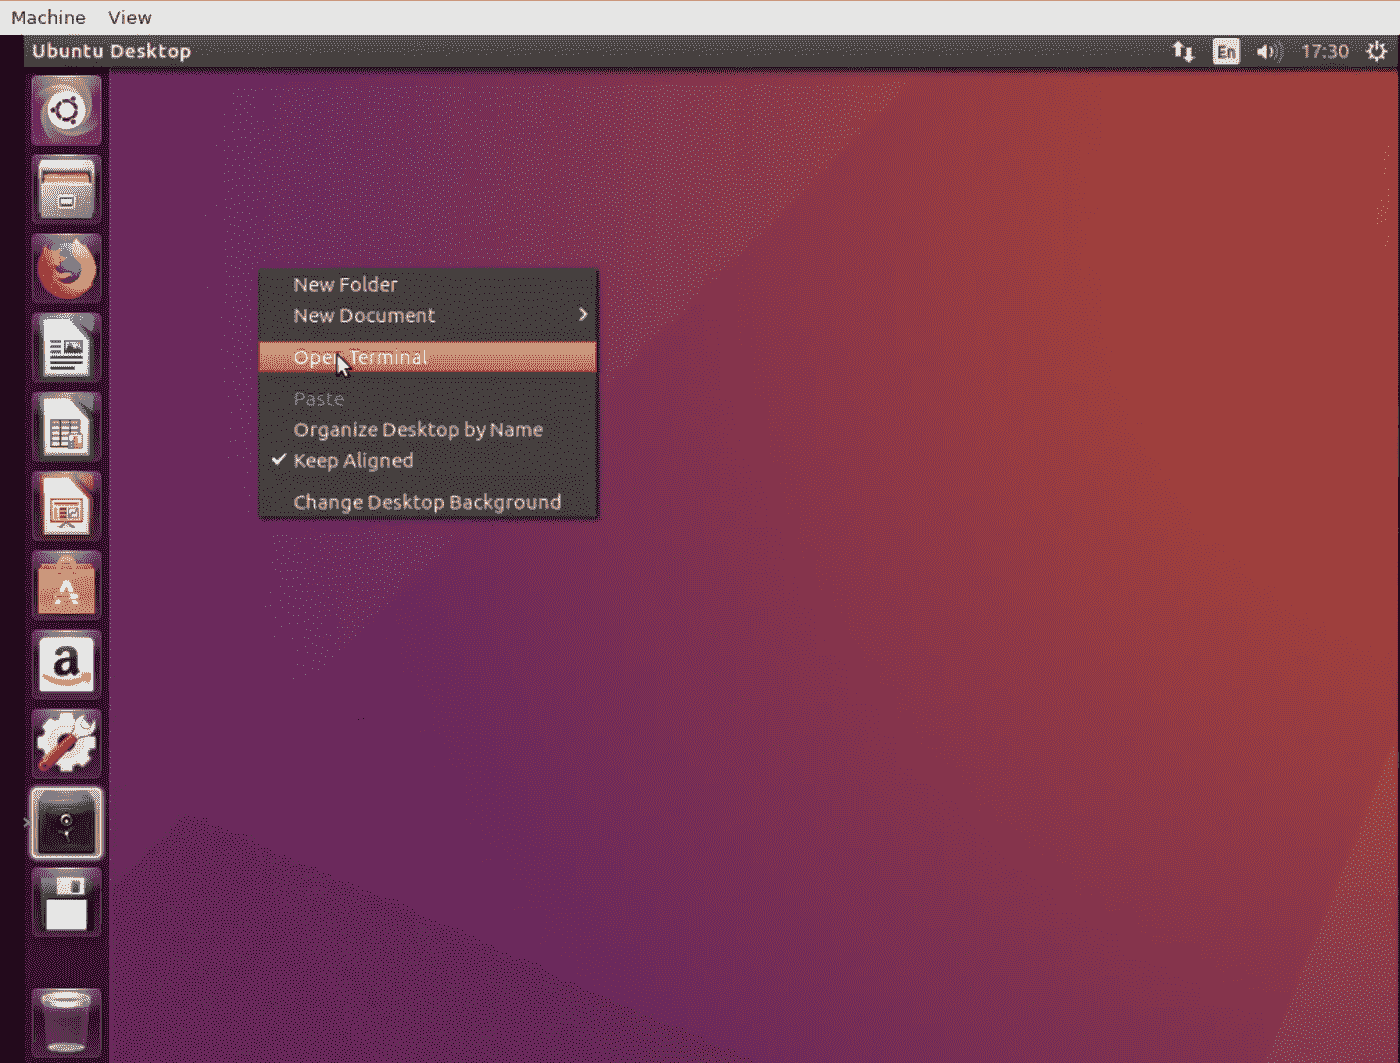 Machine View
Ubuntu Desktop En 17:30
New Folder
New Document
Open Terminal
Paste
Organize Desktop by Name
Keep Aligned
Change Desktop Background
A
a